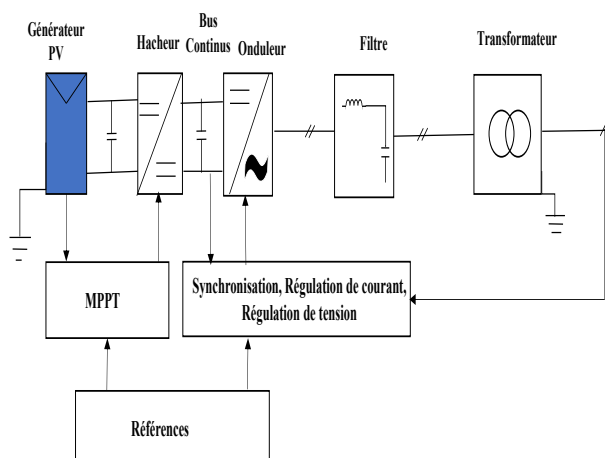 Générateur
PV
Hacheur
Bus
Continus
Onduleur
Filtre
Transformateur
MPPT
Synchronisation, Régulation de courant,
Régulation de tension
Références